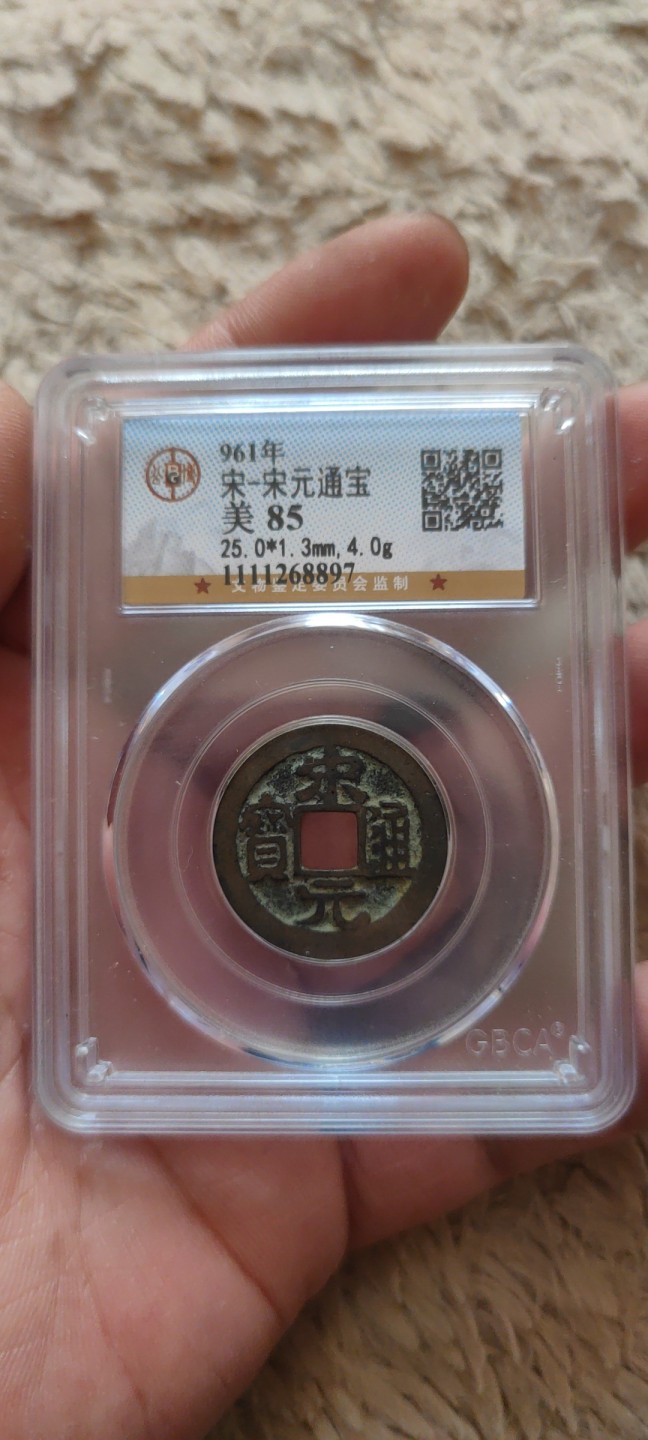 961年
宋-宋元通宝
美 85
25.0*1.3mm,4.0g
1111268897
文物鉴定委员会监制
宋
寶 通
元
GBCA®